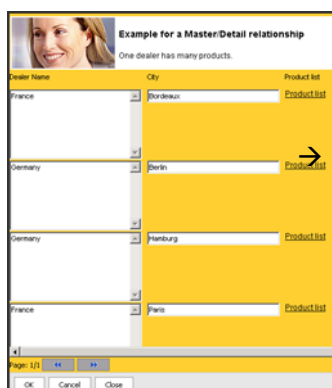 Example for a Master/Detail relationship
One dealer has many products.
Dealer Name City Product list
France Bordeaux Product list
Germany Berlin Product list
Germany Hamburg Product list
France Paris Product list
Page: 1/1
OK Cancel Close